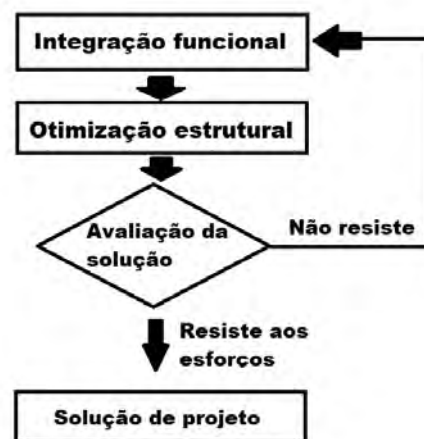 Integração funcional
Otimização estrutural
Avaliação da
solução
Não resiste
Resiste aos
esforços
Solução de projeto